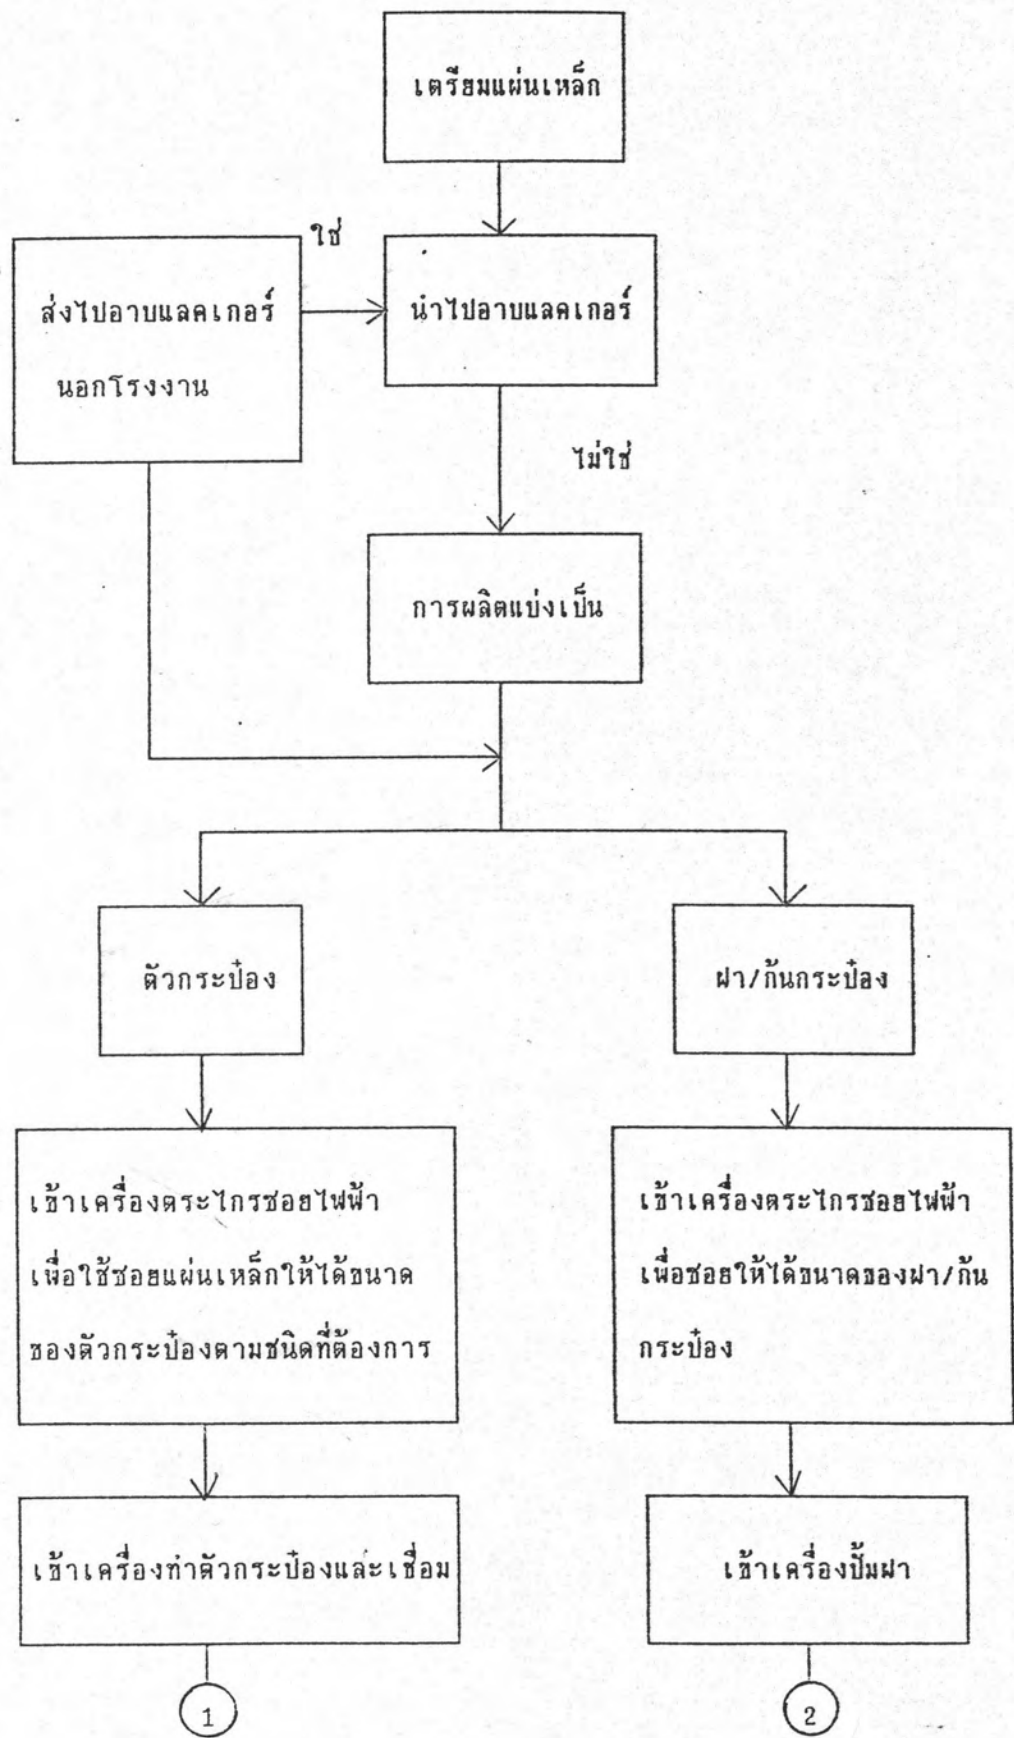 เตรียมแผ่นเหล็ก
ใช่
ส่งไปอาบแลคเกอร์
นอกโรงงาน
นำไปอาบแลคเกอร์
ไม่ใช่
การผลิตแบ่งเป็น
ตัวกระป๋อง
ฝา/ก้นกระป๋อง
เข้าเครื่องตระไกรซอยไฟฟ้า
เพื่อใช้ซอยแผ่นเหล็กให้ได้ขนาด
ของตัวกระป๋องตามชนิดที่ต้องการ
เข้าเครื่องตระไกรซอยไฟฟ้า
เพื่อซอยให้ได้ขนาดของฝา/ก้น
กระป๋อง
เข้าเครื่องทำตัวกระป๋องและเชื่อม
เข้าเครื่องปั๊มฝา
1
2